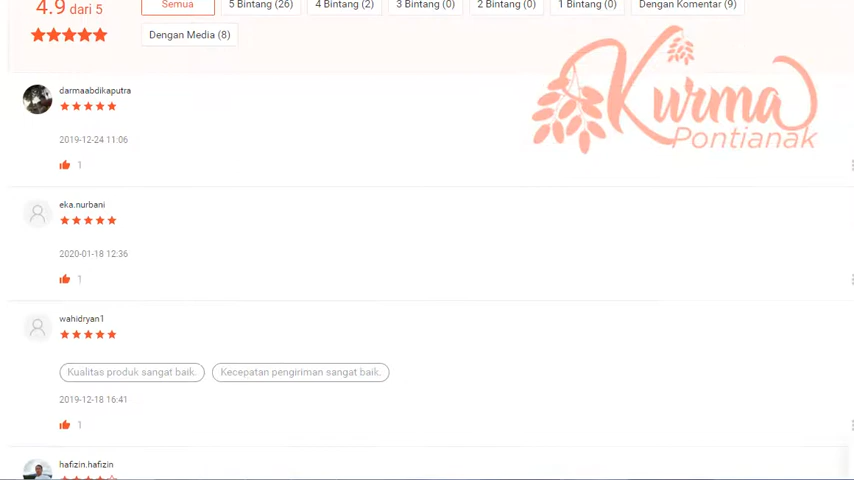 4.9 dari 5
Semua
5 Bintang (26)
4 Bintang (2)
3 Bintang (0)
2 Bintang (0)
1 Bintang (0)
Dengan Komentar (9)
Dengan Media (8)
Kurma
Pontianak
darmaabdikaputra
2019-12-24 11:06
1
eka.nurbani
2020-01-18 12:36
1
wahidryan1
Kualitas produk sangat baik.
Kecepatan pengiriman sangat baik.
2019-12-18 16:41
1
hafizin.hafizin